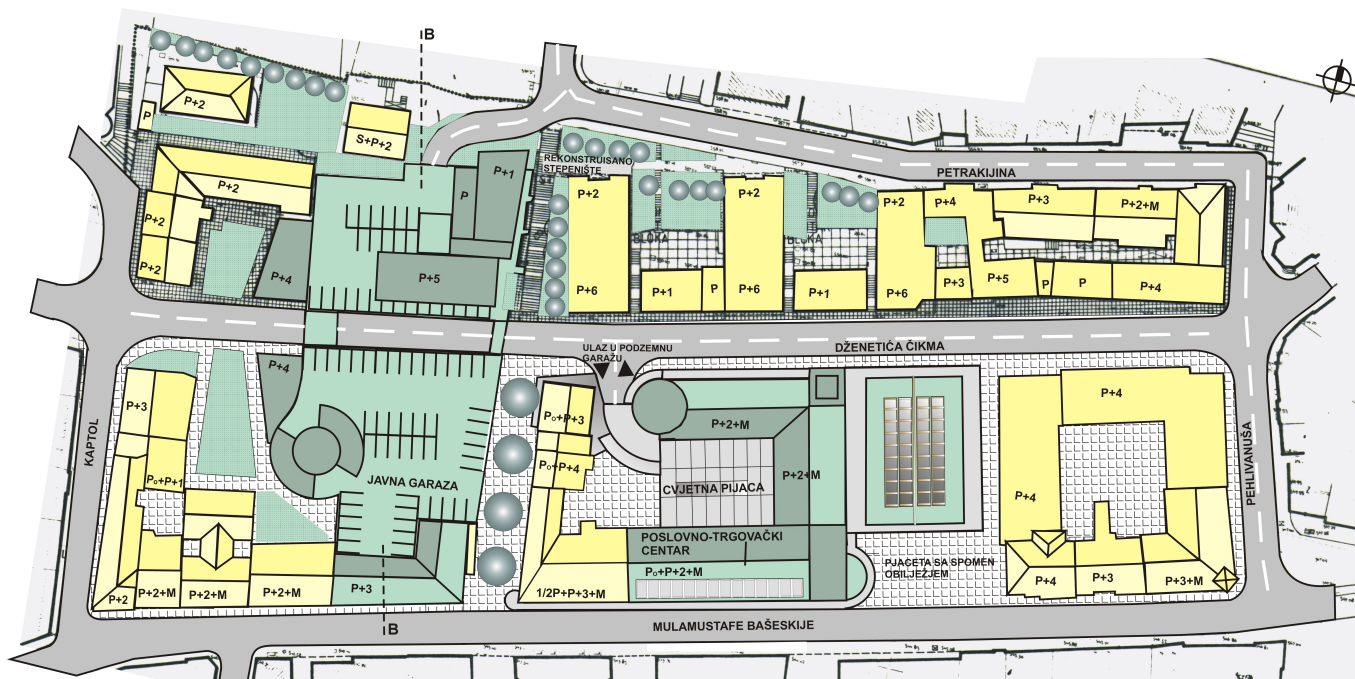 B
P+2
P
S+P+2
P+2
P+2
P+2
P+4
P
P+1
P+5
REKONSTRUISANO
STEPENIŠTE
PETRAKIJINA
P+2
P+6
BLOKA
P+1
P
P+2
P+6
BLOKA
P+1
P+2
P+6
P+4
P+3
P+3
P+5
P
P
P+2+M
P+4
ULAZ U PODZEMNU
GARAŽU
DŽENETIĆA ČIKMA
KAPTOL
P+3
P+4
Po+P+1
JAVNA GARAZA
Po+P+3
Po+P+4
P+2+M
P+2+M
CVJETNA PIJACA
POSLOVNO-TRGOVAČKI
CENTAR
Po+P+2+M
PJACETA SA SPOMEN
OBILJEŽJEM
P+4
P+4
PEHLIVANUŠA
P+2
P+2+M
P+2+M
P+2+M
P+3
1/2P+P+3+M
P+4
P+3
P+3+M
B
MULAMUSTAFE BAŠESKIJE